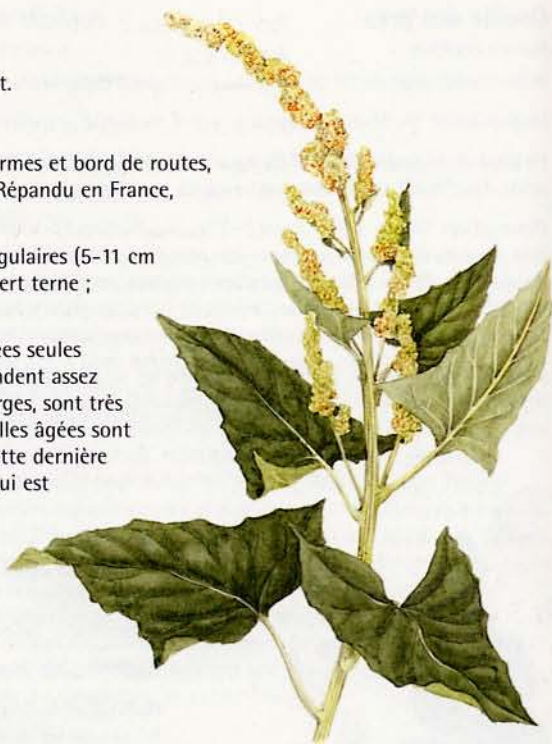 t.
ermes et bord de routes,
Répandu en France,
gulaires (5-11 cm
ert terne ;
ées seules
ndent assez
rges, sont très
lles âgées sont
tte dernière
ui est